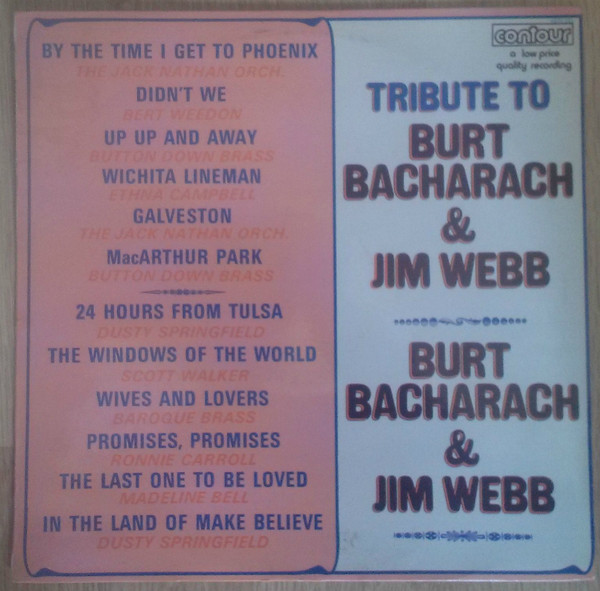 BY THE TIME I GET TO PHOENIX
THE JACK NATHAN ORCH.
DIDN'T WE
BERT WEEDON
UP UP AND AWAY
BUTTON DOWN BRASS
WICHITA LINEMAN
ETHNA CAMPBELL
GALVESTON
THE JACK NATHAN ORCH.
MacARTHUR PARK
BUTTON DOWN BRASS
24 HOURS FROM TULSA
DUSTY SPRINGFIELD
THE WINDOWS OF THE WORLD
SCOTT WALKER
WIVES AND LOVERS
BAROQUE BRASS
PROMISES, PROMISES
RONNIE CARROLL
THE LAST ONE TO BE LOVED
MADELINE BELL
IN THE LAND OF MAKE BELIEVE
DUSTY SPRINGFIELD
contour
a low price
quality recording
TRIBUTE TO
BURT
BACHARACH
&
JIM WEBB
BURT
BACHARACH
&
JIM WEBB